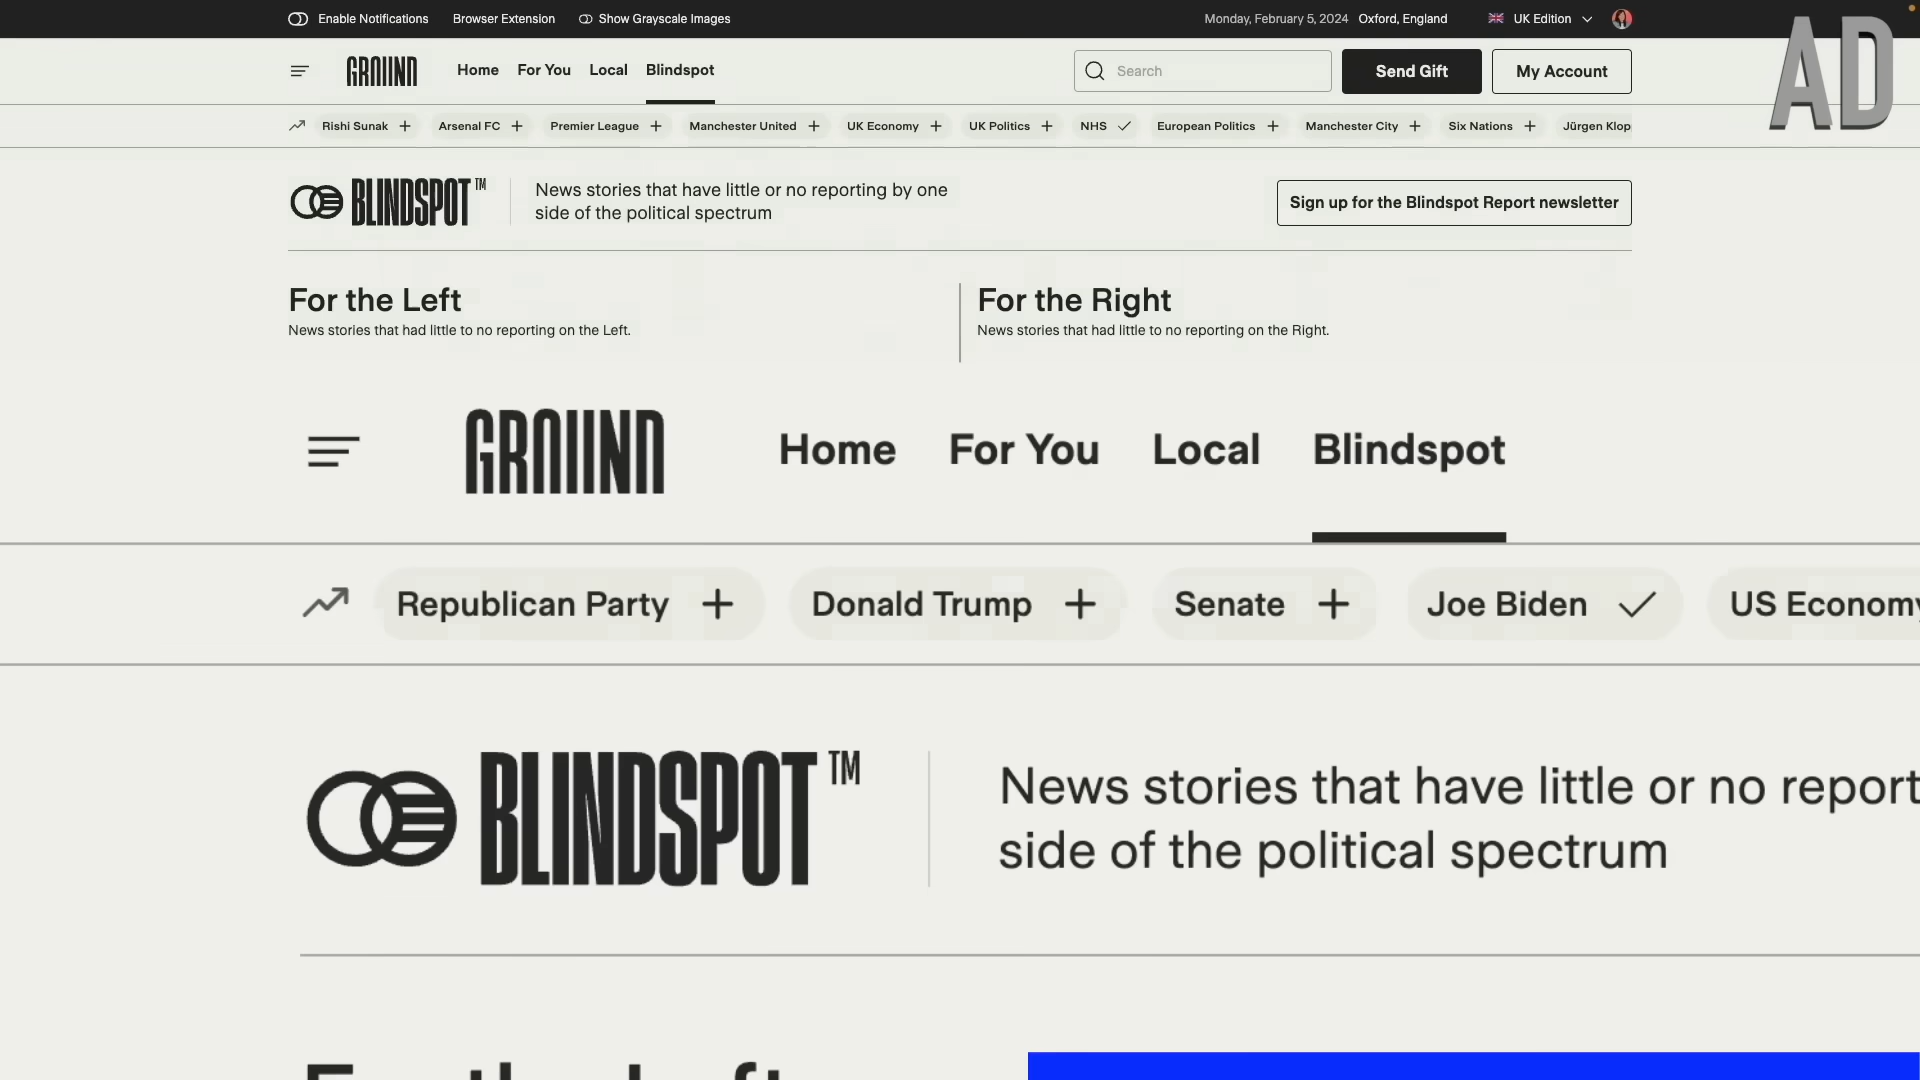 Enable Notifications Browser Extension Show Grayscale Images Monday, February 5, 2024 Oxford, England UK Edition
AD
GROUND Home For You Local Blindspot Search Send Gift My Account
Rishi Sunak + Arsenal FC + Premier League + Manchester United + UK Economy + UK Politics + NHS European Politics + Manchester City + Six Nations + Jürgen Klop
BLINDSPOT™ News stories that have little or no reporting by one
side of the political spectrum
Sign up for the Blindspot Report newsletter
For the Left
News stories that had little to no reporting on the Left.
For the Right
News stories that had little to no reporting on the Right.
GROUND Home For You Local Blindspot
Republican Party + Donald Trump + Senate + Joe Biden US Economy
BLINDSPOT™ News stories that have little or no report
side of the political spectrum
For the Left